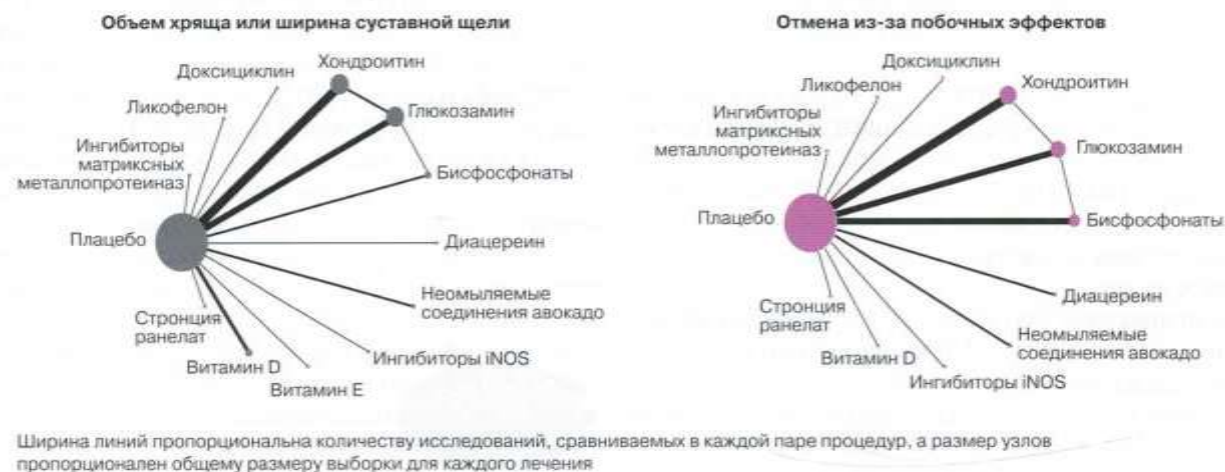 Объем хряща или ширина суставной щели
Хондроитин
Доксициклин
Ликофелон
Глюкозамин
Ингибиторы
матриксных
металлопротеиназ
Бисфосфонаты
Плацебо
Диацереин
Неомыляемые
соединения авокадо
Стронция
ранелат
Ингибиторы iNOS
Витамин D
Витамин Е
Отмена из-за побочных эффектов
Доксициклин
Хондроитин
Ликофелон
Ингибиторы
матриксных
металлопротеиназ
Глюкозамин
Плацебо
Бисфосфонаты
Диацереин
Стронция
ранелат
Неомыляемые
соединения авокадо
Витамин D
Ингибиторы iNOS
Ширина линий пропорциональна количеству исследований, сравниваемых в каждой паре процедур, а размер узлов
пропорционален общему размеру выборки для каждого лечения